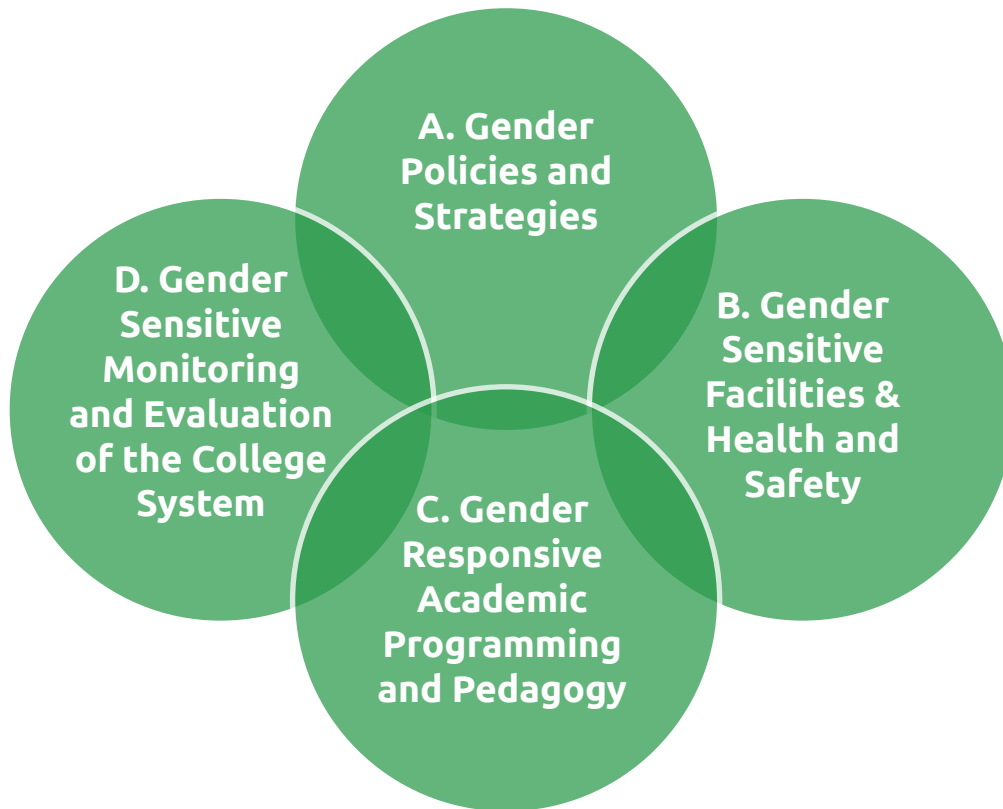 A. Gender
Policies and
Strategies
B. Gender
Sensitive
Facilities &
Health and
Safety
C. Gender
Responsive
Academic
Programming
and Pedagogy
D. Gender
Sensitive
Monitoring
and Evaluation
of the College
System